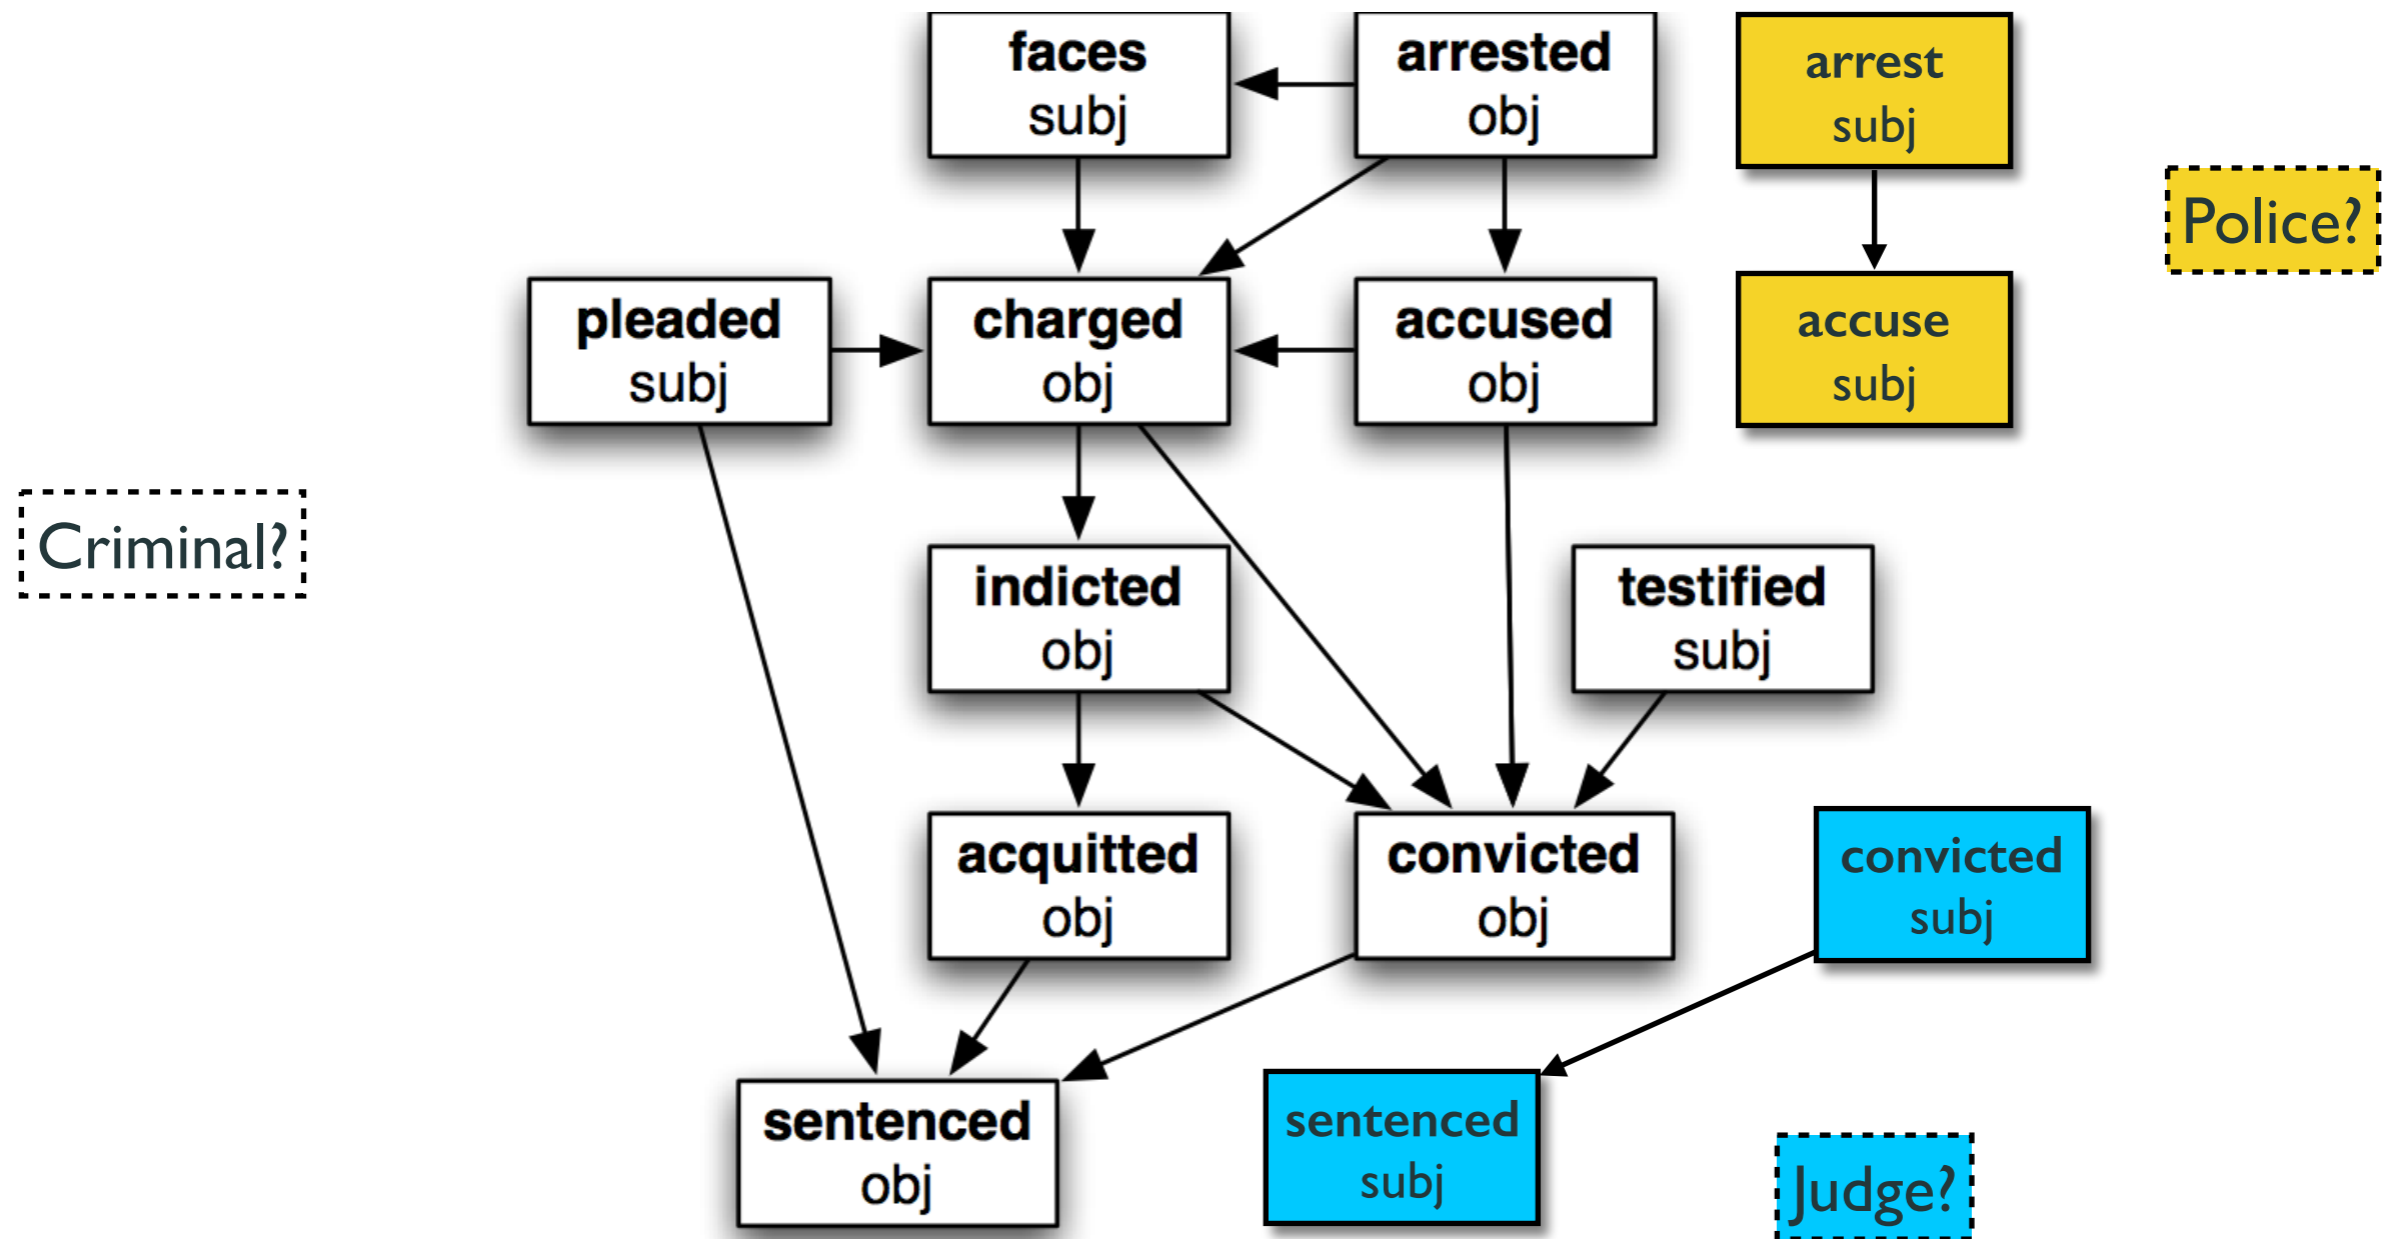 faces
subj
arrested
obj
arrest
subj
Police?
pleaded
subj
charged
obj
accused
obj
accuse
subj
Criminal?
indicted
obj
testified
subj
acquitted
obj
convicted
obj
convicted
subj
sentenced
obj
sentenced
subj
Judge?